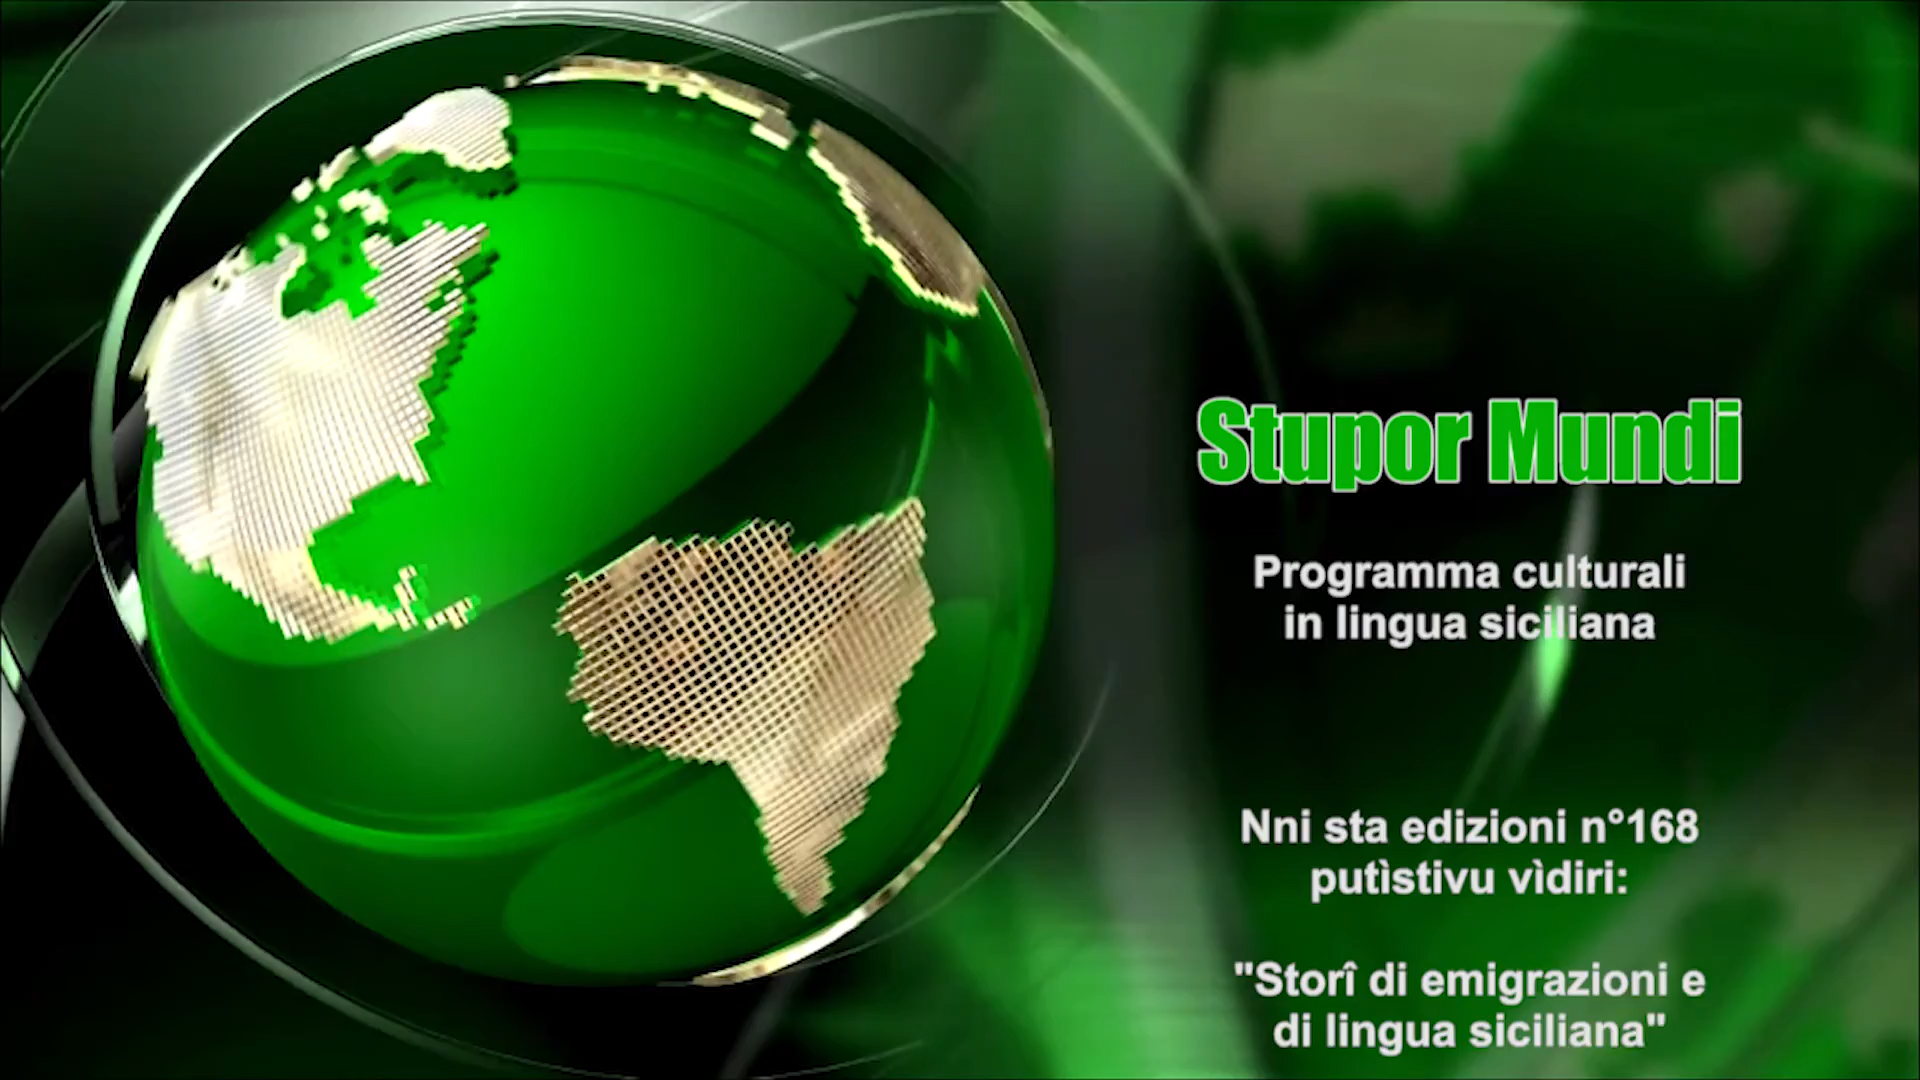 Stupor Mundi
Programma culturali
in lingua siciliana
Nni sta edizioni n°168
putìstivu vìdiri:
"Storî di emigrazioni e
di lingua siciliana"